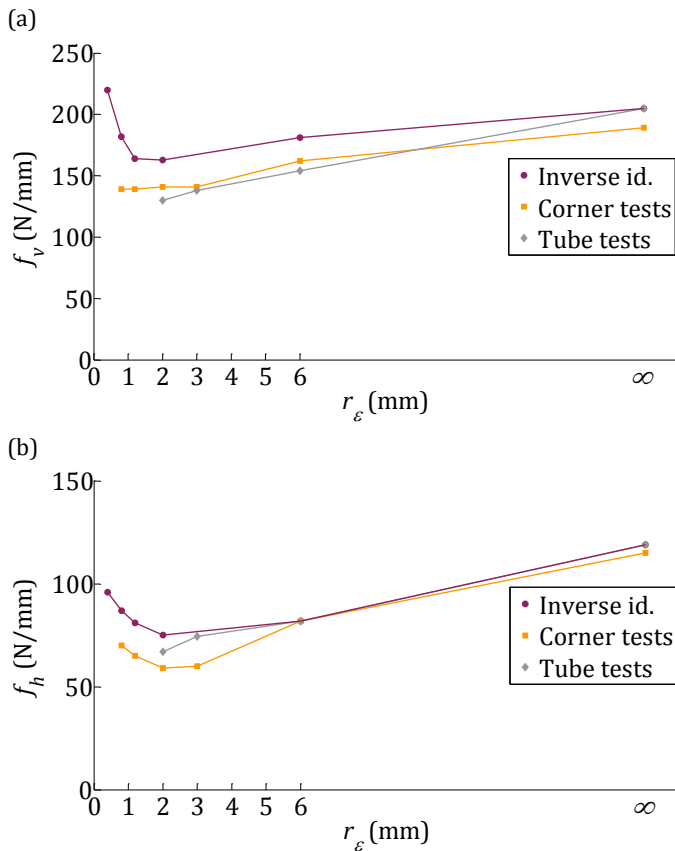 (a)
250
200
150
100
50
0
f_v (N/mm)
Inverse id.
Corner tests
Tube tests
0 1 2 3 4 5 6 ∞
r_ε (mm)
(b)
150
100
50
0
f_h (N/mm)
Inverse id.
Corner tests
Tube tests
0 1 2 3 4 5 6 ∞
r_ε (mm)